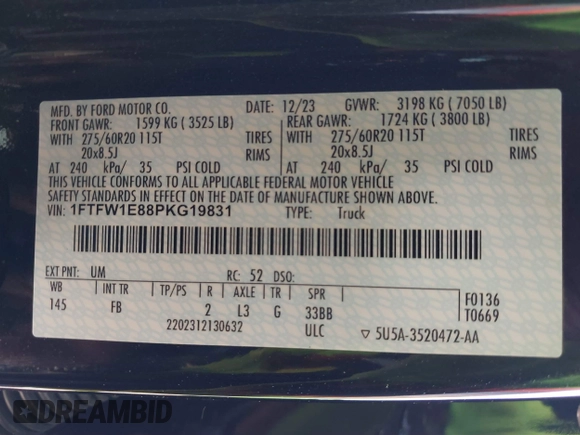 MFD. BY FORD MOTOR CO. DATE: 12/23 GVWR: 3198 KG ( 7050 LB)
FRONT GAWR: 1599 KG ( 3525 LB) REAR GAWR: 1724 KG ( 3800 LB)
WITH 275/60R20 115T TIRES WITH 275/60R20 115T TIRES
20x8.5J RIMS 20x8.5J RIMS
AT 240 kPa/ 35 PSI COLD AT 240 kPa/ 35 PSI COLD
THIS VEHICLE CONFORMS TO ALL APPLICABLE FEDERAL MOTOR VEHICLE
SAFETY STANDARDS IN EFFECT ON THE DATE OF MANUFACTURE SHOWN ABOVE.
VIN: 1FTFW1E88PKG19831 TYPE: Truck
EXT PNT: UM RC: 52 DSO:
WB INT TR TP/PS R AXLE TR SPR F0136
145 FB 2 L3 G 33BB T0669
2202312130632 ULC ▽ 5U5A-3520472-AA
DREAMBID